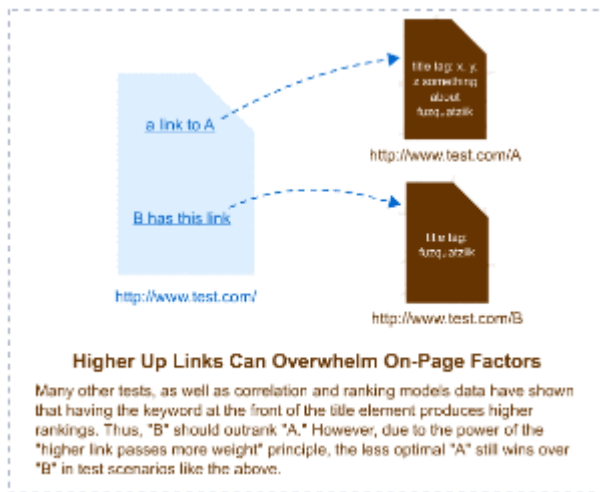 title tag: x, y,
z something
about
a link to A
http://www.test.com/A
B has this link
title tag:
http://www.test.com/
http://www.test.com/B
Higher Up Links Can Overwhelm On-Page Factors
Many other tests, as well as correlation and ranking models data have shown
that having the keyword at the front of the title element produces higher
rankings. Thus, "B" should outrank "A." However, due to the power of the
"higher link passes more weight" principle, the less optimal "A" still wins over
"B" in test scenarios like the above.